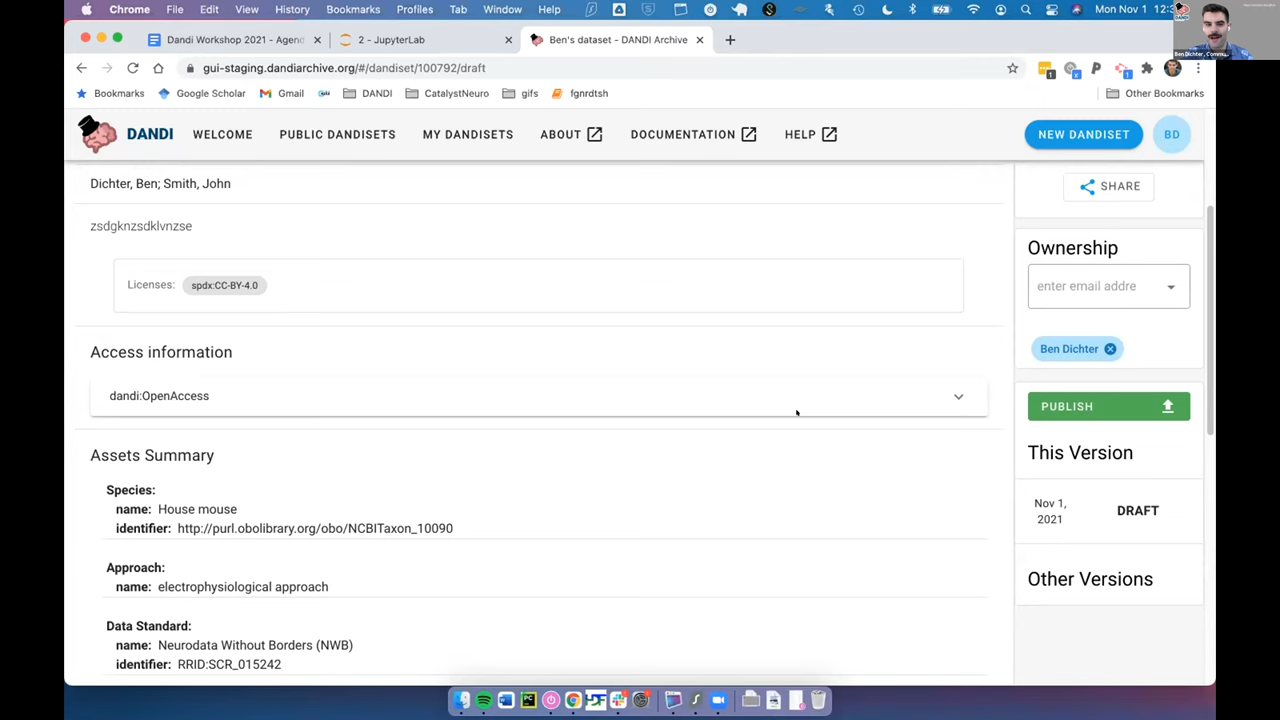 Chrome File Edit View History Bookmarks Profiles Tab Window Help
Mon Nov 1 12:3
DANDI
Dandi Workshop 2021 - Agen
2 - JupyterLab
Ben's dataset - DANDI Archive
gui-staging.dandiarchive.org/#/dandiset/100792/draft
Bookmarks Google Scholar Gmail DANDI CatalystNeuro gifs fgnrdtsh Other Bookmarks
DANDI WELCOME PUBLIC DANDISETS MY DANDISETS ABOUT DOCUMENTATION HELP NEW DANDISET BD
Dichter, Ben; Smith, John
zsdgknzsdklvnzse
Licenses: spdx:CC-BY-4.0
Access information
dandi:OpenAccess
Assets Summary
Species:
name: House mouse
identifier: http://purl.obolibrary.org/obo/NCBITaxon_10090
Approach:
name: electrophysiological approach
Data Standard:
name: Neurodata Without Borders (NWB)
identifier: RRID:SCR_015242
SHARE
Ownership
enter email addre
Ben Dichter
PUBLISH
This Version
Nov 1,
2021
DRAFT
Other Versions